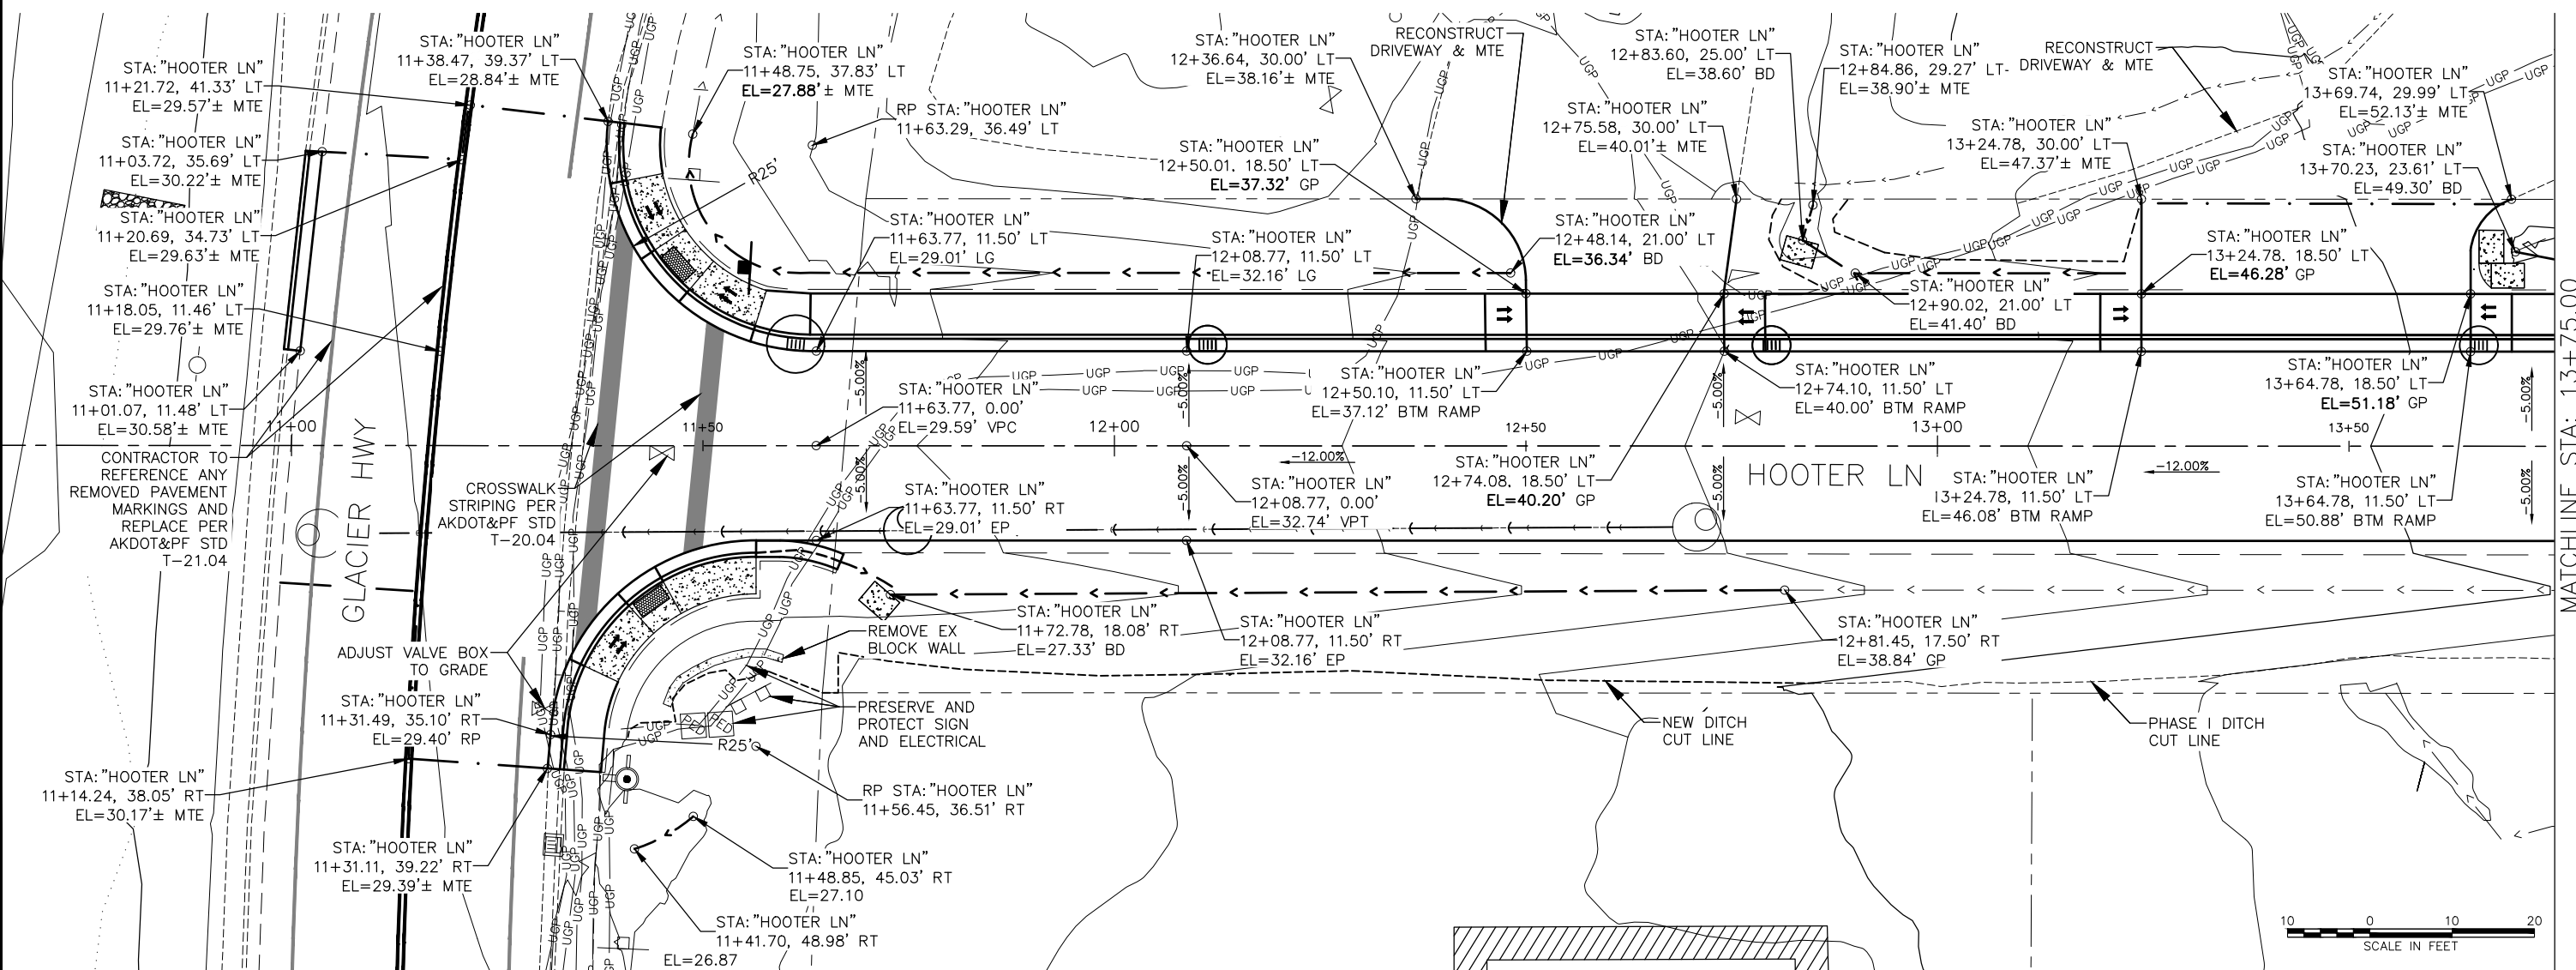 STA:"HOOTER LN"
11+38.47, 39.37' LT
EL=28.84'± MTE
STA:"HOOTER LN"
11+21.72, 41.33' LT
EL=29.57'± MTE
STA:"HOOTER LN"
11+03.72, 35.69' LT
EL=30.22'± MTE
STA:"HOOTER LN"
11+20.69, 34.73' LT
EL=29.63'± MTE
STA:"HOOTER LN"
11+18.05, 11.46' LT
EL=29.76'± MTE
STA:"HOOTER LN"
11+01.07, 11.48' LT
EL=30.58'± MTE
CONTRACTOR TO
REFERENCE ANY
REMOVED PAVEMENT
MARKINGS AND
REPLACE PER
AKDOT&PF STD
T-21.04
11+00
GLACIER HWY
CROSSWALK
STRIPING PER
AKDOT&PF STD
T-20.04
ADJUST VALVE BOX
TO GRADE
STA:"HOOTER LN"
11+31.49, 35.10' RT
EL=29.40' RP
STA:"HOOTER LN"
11+14.24, 38.05' RT
EL=30.17'± MTE
STA:"HOOTER LN"
11+31.11, 39.22' RT
EL=29.39'± MTE
STA:"HOOTER LN"
11+48.75, 37.83' LT
EL=27.88'± MTE
RP STA:"HOOTER LN"
11+63.29, 36.49' LT
R25'
STA:"HOOTER LN"
11+63.77, 11.50' LT
EL=29.01' LG
STA:"HOOTER LN"
11+63.77, 0.00'
EL=29.59' VPC
11+50
STA:"HOOTER LN"
11+63.77, 11.50' RT
EL=29.01' EP
-5.00%
-5.00%
STA:"HOOTER LN"
11+72.78, 18.08' RT
EL=27.33' BD
REMOVE EX
BLOCK WALL
PRESERVE AND
PROTECT SIGN
AND ELECTRICAL
PED
PED
R25'
RP STA:"HOOTER LN"
11+56.45, 36.51' RT
STA:"HOOTER LN"
11+48.85, 45.03' RT
EL=27.10
STA:"HOOTER LN"
11+41.70, 48.98' RT
EL=26.87
STA:"HOOTER LN"
12+36.64, 30.00' LT
EL=38.16'± MTE
RECONSTRUCT
DRIVEWAY & MTE
STA:"HOOTER LN"
12+50.01, 18.50' LT
EL=37.32' GP
STA:"HOOTER LN"
12+08.77, 11.50' LT
EL=32.16' LG
STA:"HOOTER LN"
12+48.14, 21.00' LT
EL=36.34' BD
STA:"HOOTER LN"
12+50.10, 11.50' LT
EL=37.12' BTM RAMP
12+00
12+50
-5.00%
-5.00%
-12.00%
STA:"HOOTER LN"
12+08.77, 0.00'
EL=32.74' VPT
STA:"HOOTER LN"
12+08.77, 11.50' RT
EL=32.16' EP
STA:"HOOTER LN"
12+74.08, 18.50' LT
EL=40.20' GP
STA:"HOOTER LN"
12+83.60, 25.00' LT
EL=38.60' BD
STA:"HOOTER LN"
12+75.58, 30.00' LT
EL=40.01'± MTE
STA:"HOOTER LN"
12+84.86, 29.27' LT
EL=38.90'± MTE
RECONSTRUCT
DRIVEWAY & MTE
STA:"HOOTER LN"
13+24.78, 30.00' LT
EL=47.37'± MTE
STA:"HOOTER LN"
13+69.74, 29.99' LT
EL=52.13'± MTE
STA:"HOOTER LN"
13+70.23, 23.61' LT
EL=49.30' BD
STA:"HOOTER LN"
13+24.78, 18.50' LT
EL=46.28' GP
STA:"HOOTER LN"
12+90.02, 21.00' LT
EL=41.40' BD
STA:"HOOTER LN"
12+74.10, 11.50' LT
EL=40.00' BTM RAMP
STA:"HOOTER LN"
13+64.78, 18.50' LT
EL=51.18' GP
-5.00%
-5.00%
13+00
13+50
HOOTER LN
-12.00%
STA:"HOOTER LN"
13+24.78, 11.50' LT
EL=46.08' BTM RAMP
STA:"HOOTER LN"
13+64.78, 11.50' LT
EL=50.88' BTM RAMP
-5.00%
-5.00%
STA:"HOOTER LN"
12+81.45, 17.50' RT
EL=38.84' GP
NEW DITCH
CUT LINE
PHASE I DITCH
CUT LINE
MATCHLINE STA: 13+75.00
10 0 10 20
SCALE IN FEET
UGP
UGP
UGP
UGP
UGP
UGP